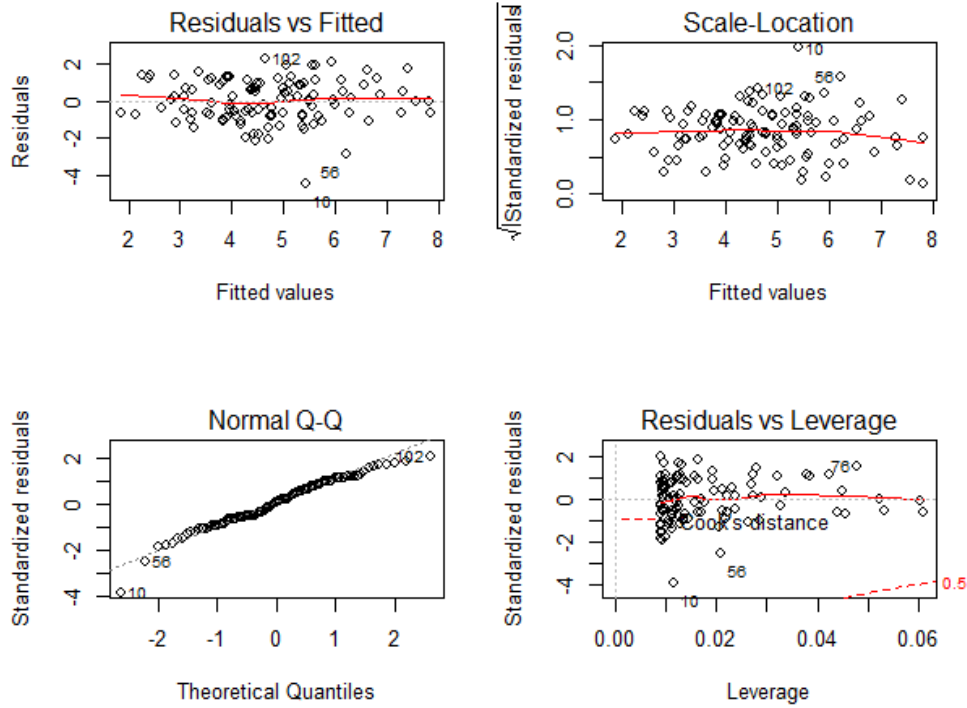 Residuals vs Fitted
Residuals
2
0
-2
-4
102
56
10
2 3 4 5 6 7 8
Fitted values
Scale-Location
√|Standardized residuals|
2.0
1.0
0.0
10
56
102
2 3 4 5 6 7 8
Fitted values
Normal Q-Q
Standardized residuals
2
0
-2
-4
102
56
10
-2 -1 0 1 2
Theoretical Quantiles
Residuals vs Leverage
Standardized residuals
2
0
-2
-4
76
Cook's distance
56
10
0.5
0.00 0.02 0.04 0.06
Leverage